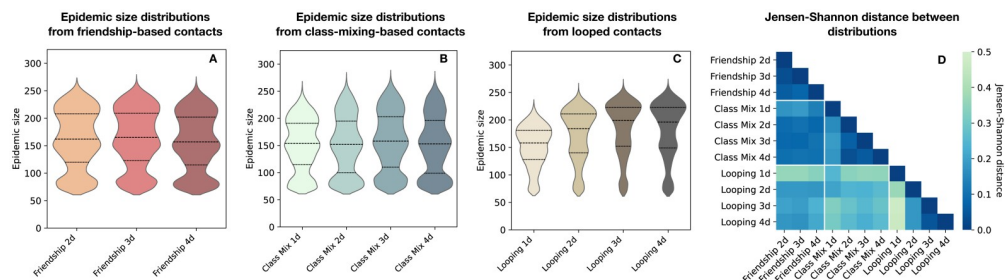 Epidemic size distributions
from friendship-based contacts
A
300
250
200
150
100
50
0
Epidemic size
Friendship 2d
Friendship 3d
Friendship 4d
Epidemic size distributions
from class-mixing-based contacts
B
300
250
200
150
100
50
0
Epidemic size
Class Mix 1d
Class Mix 2d
Class Mix 3d
Class Mix 4d
Epidemic size distributions
from looped contacts
C
300
250
200
150
100
50
0
Epidemic size
Looping 1d
Looping 2d
Looping 3d
Looping 4d
Jensen-Shannon distance between
distributions
D
Friendship 2d
Friendship 3d
Friendship 4d
Class Mix 1d
Class Mix 2d
Class Mix 3d
Class Mix 4d
Looping 1d
Looping 2d
Looping 3d
Looping 4d
Friendship 2d
Friendship 3d
Friendship 4d
Class Mix 1d
Class Mix 2d
Class Mix 3d
Class Mix 4d
Looping 1d
Looping 2d
Looping 3d
Looping 4d
0.5
0.4
0.3
0.2
0.1
0.0
Jensen-Shannon distance